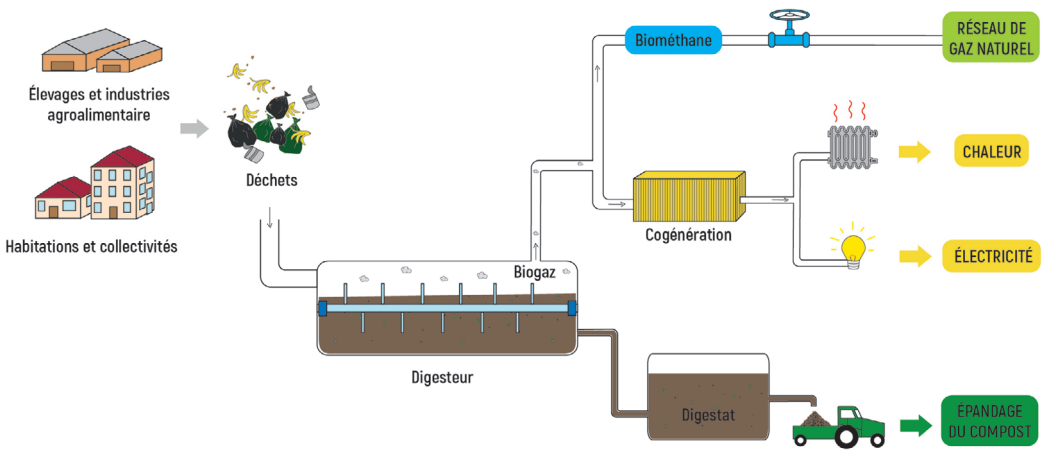 Biométhane
RÉSEAU DE
GAZ NATUREL
Élevages et industries
agroalimentaire
Déchets
CHALEUR
Habitations et collectivités
Cogénération
ÉLECTRICITÉ
Biogaz
Digesteur
Digestat
ÉPANDAGE
DU COMPOST